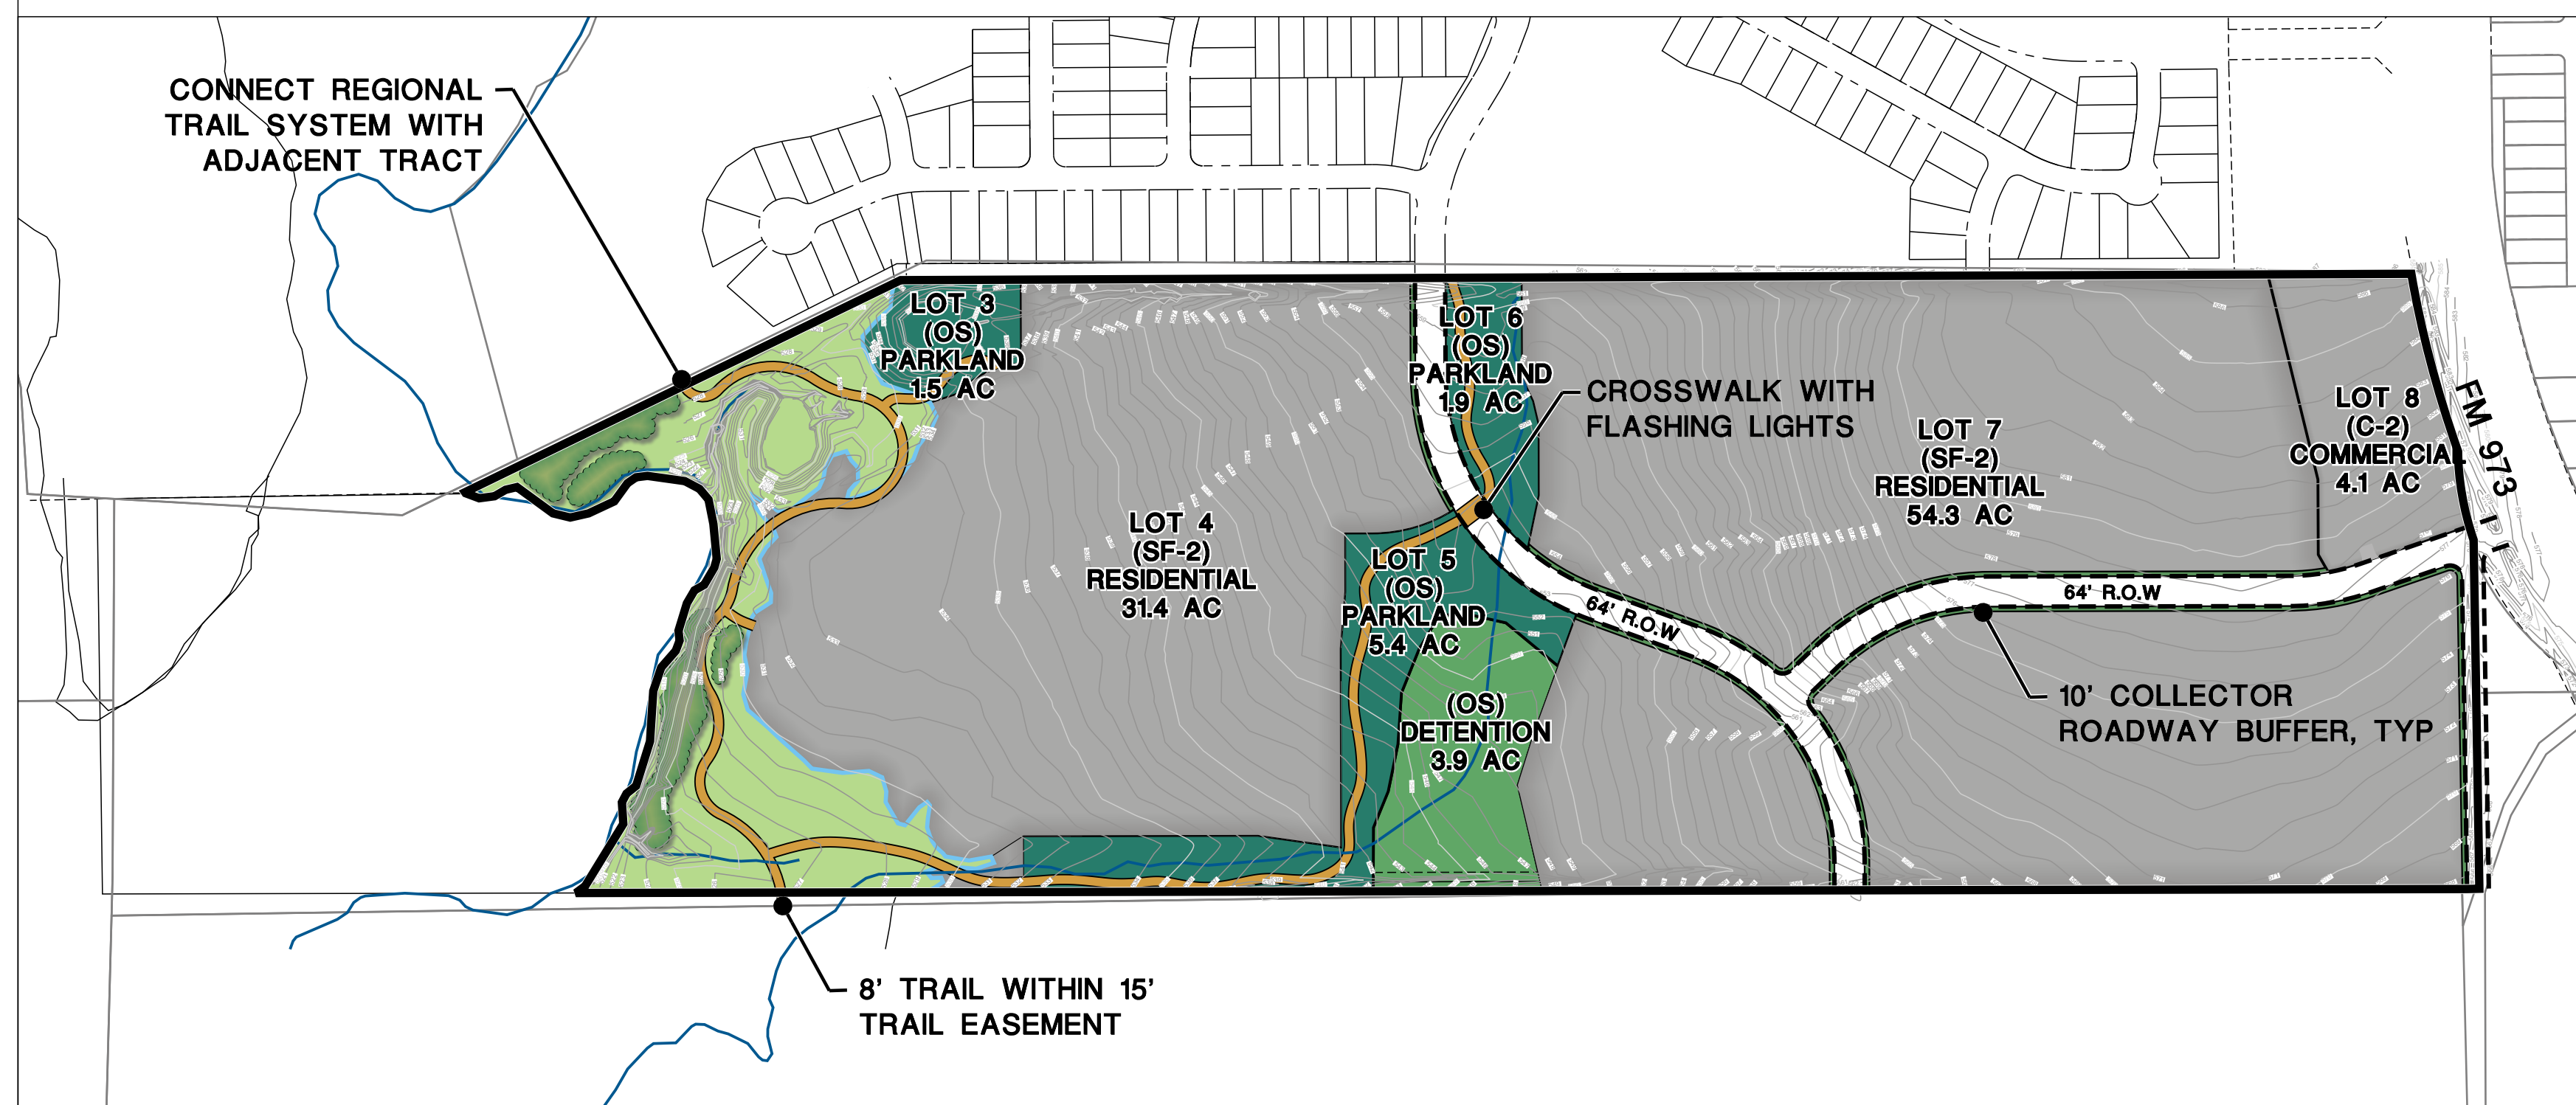 CONNECT REGIONAL
TRAIL SYSTEM WITH
ADJACENT TRACT
LOT 3
(OS)
PARKLAND
1.5 AC
LOT 6
(OS)
PARKLAND
1.9 AC
CROSSWALK WITH
FLASHING LIGHTS
LOT 7
(SF-2)
RESIDENTIAL
54.3 AC
LOT 8
(C-2)
COMMERCIAL
4.1 AC
FM 973
LOT 4
(SF-2)
RESIDENTIAL
31.4 AC
LOT 5
(OS)
PARKLAND
5.4 AC
64' R.O.W
64' R.O.W
(OS)
DETENTION
3.9 AC
10' COLLECTOR
ROADWAY BUFFER, TYP
8' TRAIL WITHIN 15'
TRAIL EASEMENT